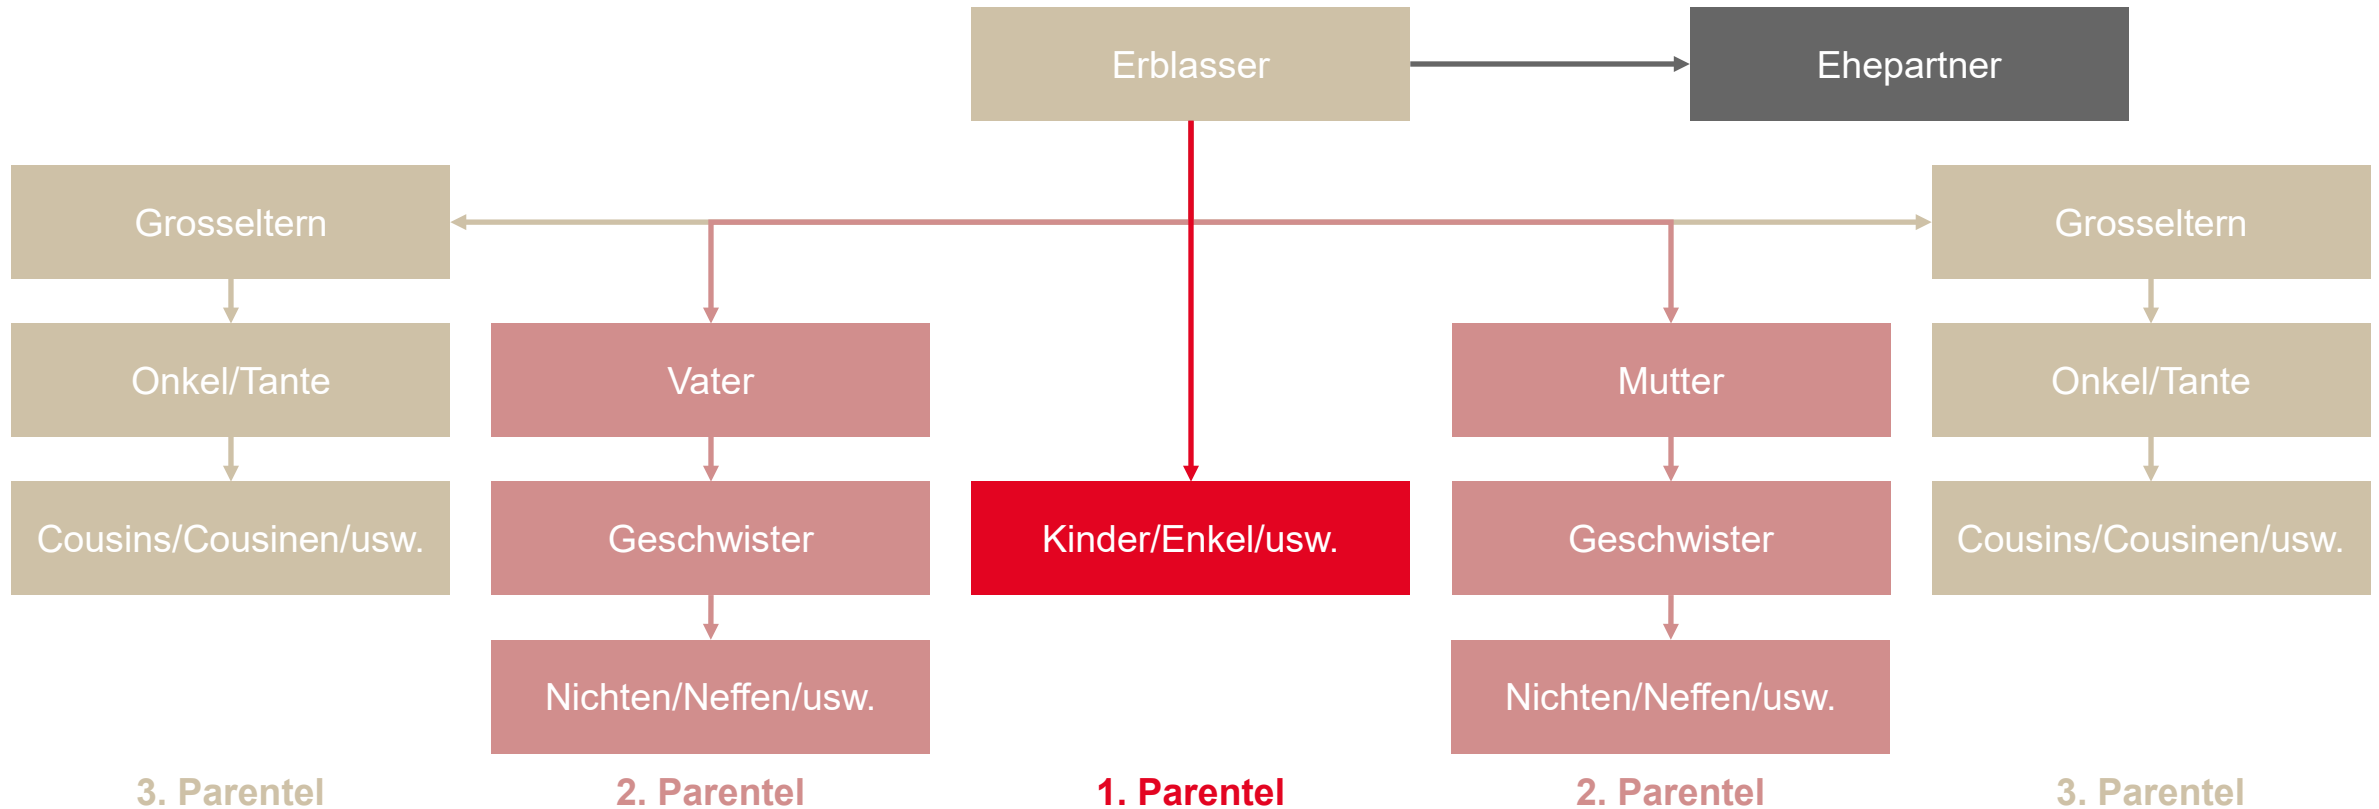 Erblasser
Ehepartner
Grosseltern
Grosseltern
Onkel/Tante
Vater
Mutter
Onkel/Tante
Cousins/Cousinen/usw.
Geschwister
Kinder/Enkel/usw.
Geschwister
Cousins/Cousinen/usw.
Nichten/Neffen/usw.
Nichten/Neffen/usw.
3. Parentel
2. Parentel
1. Parentel
2. Parentel
3. Parentel